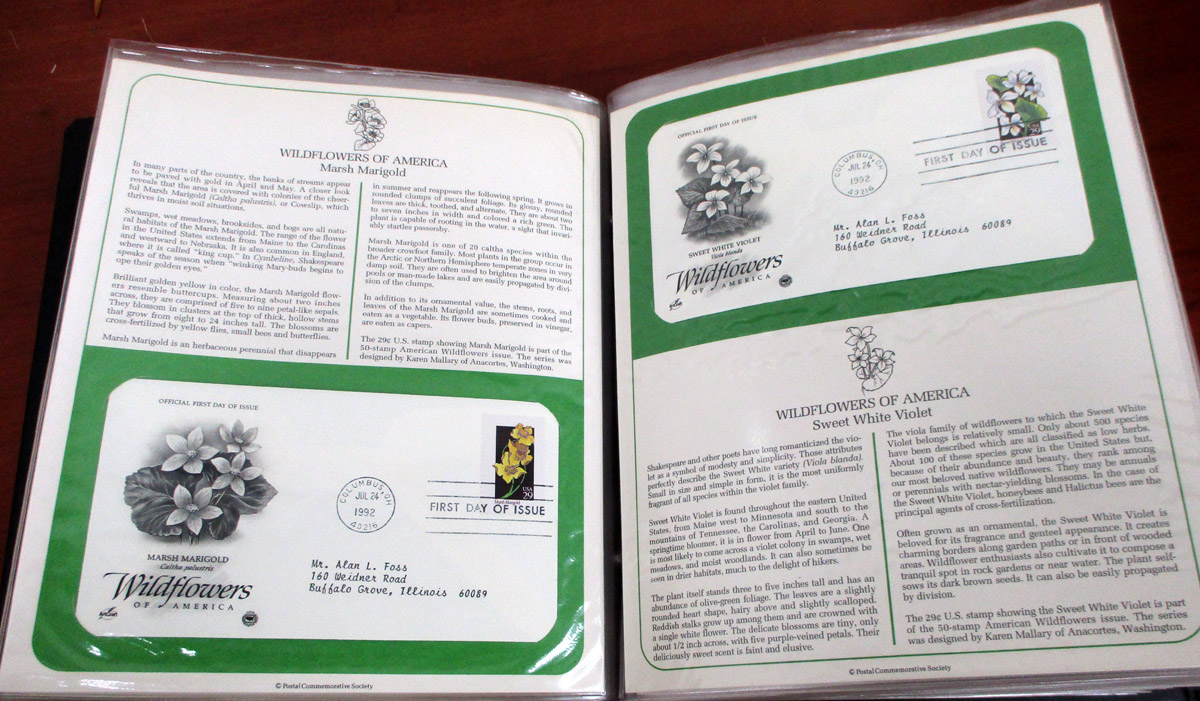 WILDFLOWERS OF AMERICA
Marsh Marigold
In many parts of the country, the banks of streams appear
to be paved with gold in April and May. A closer look
reveals that the area is covered with colonies of the cheer-
ful Marsh Marigold (Caltha palustris), or Cowslip, which
thrives in moist soil situations.
Swamps, wet meadows, brooksides, and bogs are all natu-
ral habitats of the Marsh Marigold. The range of the flower
in the United States extends from Maine to the Carolinas
and westward to Nebraska. It is also common in England,
where it is called "king cup." In Cymbeline, Shakespeare
speaks of the season when "winking Mary-buds begin to
ope their golden eyes."
Brilliant golden yellow in color, the Marsh Marigold flow-
ers resemble buttercups. Measuring about two inches
across, they are comprised of five to nine petal-like sepals.
They blossom in clusters at the top of thick, hollow stems
that grow from eight to 24 inches tall. The blossoms are
cross-fertilized by yellow flies, small bees and butterflies.
Marsh Marigold is an herbaceous perennial that disappears
in summer and reappears the following spring. It grows in
rounded clumps of succulent foliage. Its glossy, rounded
leaves are thick, toothed, and alternate. They are about two
to seven inches in width and colored a rich green. The
plant is capable of rooting in the water, a sight that invari-
ably startles passersby.
Marsh Marigold is one of 20 caltha species within the
broader crowfoot family. Most plants in the group occur in
the Arctic or Northern Hemisphere temperate zones in very
damp soil. They are often used to brighten the area around
pools or man-made lakes and are easily propagated by divi-
sion of the clumps.
In addition to its ornamental value, the stems, roots, and
leaves of the Marsh Marigold are sometimes cooked and
eaten as a vegetable. Its flower buds, preserved in vinegar,
are eaten as capers.
The 29¢ U.S. stamp showing Marsh Marigold is part of the
50-stamp American Wildflowers issue. The series was
designed by Karen Mallary of Anacortes, Washington.
OFFICIAL FIRST DAY OF ISSUE
MARSH MARIGOLD
Caltha palustris
Wildflowers
OF AMERICA
COLUMBUS, OH
JUL 24
1992
43216
USA
29
Marsh Marigold
FIRST DAY OF ISSUE
Mr. Alan L. Foss
160 Weidner Road
Buffalo Grove, Illinois 60089
© Postal Commemorative Society
OFFICIAL FIRST DAY OF ISSUE
SWEET WHITE VIOLET
Viola blanda
Wildflowers
OF AMERICA
COLUMBUS, OH
JUL 24
1992
43216
FIRST DAY OF ISSUE
Mr. Alan L. Foss
160 Weidner Road
Buffalo Grove, Illinois 60089
WILDFLOWERS OF AMERICA
Sweet White Violet
Shakespeare and other poets have long romanticized the vio-
let as a symbol of modesty and simplicity. Those attributes
perfectly describe the Sweet White variety (Viola blanda).
Small in size and simple in form, it is the most uniformly
fragrant of all species within the violet family.
Sweet White Violet is found throughout the eastern United
States, from Maine west to Minnesota and south to the
mountains of Tennessee, the Carolinas, and Georgia. A
springtime bloomer, it is in flower from April to June. One
is most likely to come across a violet colony in swamps, wet
meadows, and moist woodlands. It can also sometimes be
seen in drier habitats, much to the delight of hikers.
The plant itself stands three to five inches tall and has an
abundance of olive-green foliage. The leaves are a slightly
rounded heart shape, hairy above and slightly scalloped.
Reddish stalks grow up among them and are crowned with
a single white flower. The delicate blossoms are tiny, only
about 1/2 inch across, with five purple-veined petals. Their
deliciously sweet scent is faint and elusive.
The viola family of wildflowers to which the Sweet White
Violet belongs is relatively small. Only about 500 species
have been described which are all classified as low herbs.
About 100 of these species grow in the United States but,
because of their abundance and beauty, they rank among
our most beloved native wildflowers. They may be annuals
or perennials with nectar-yielding blossoms. In the case of
the Sweet White Violet, honeybees and Halictus bees are the
principal agents of cross-fertilization.
Often grown as an ornamental, the Sweet White Violet is
beloved for its fragrance and genteel appearance. It creates
charming borders along garden paths or in front of wooded
areas. Wildflower enthusiasts also cultivate it to compose a
tranquil spot in rock gardens or near water. The plant self-
sows its dark brown seeds. It can also be easily propagated
by division.
The 29¢ U.S. stamp showing the Sweet White Violet is part
of the 50-stamp American Wildflowers issue. The series
was designed by Karen Mallary of Anacortes, Washington.
© Postal Commemorative Society